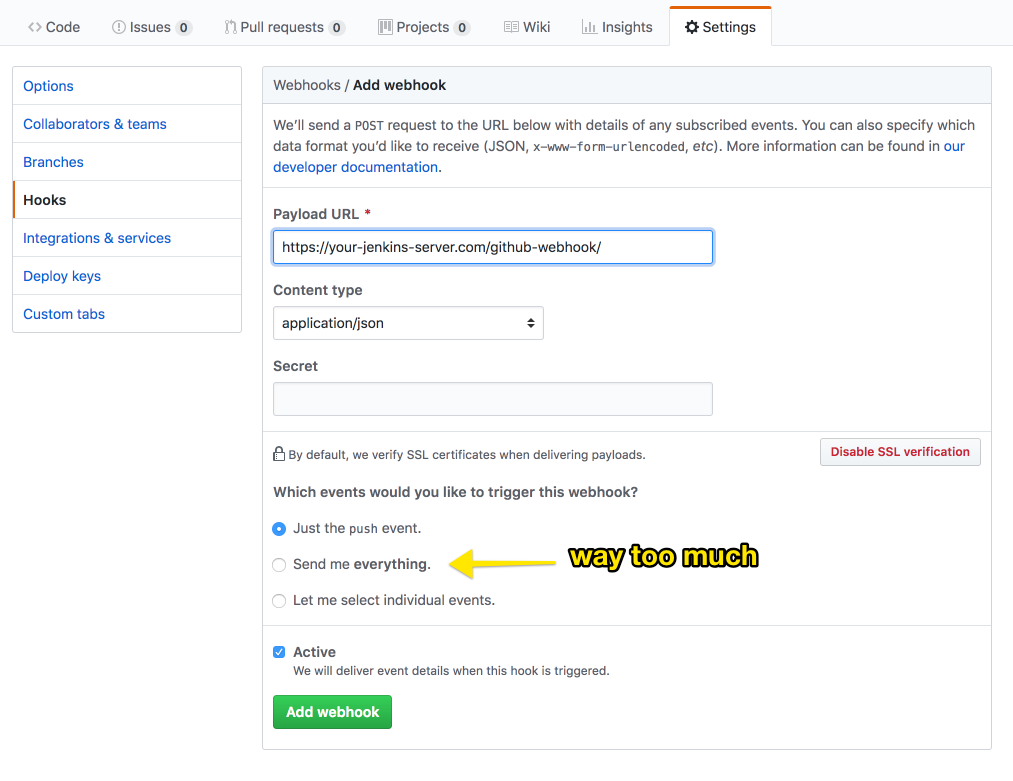 Code Issues 0 Pull requests 0 Projects 0 Wiki Insights Settings
Options
Collaborators & teams
Branches
Hooks
Integrations & services
Deploy keys
Custom tabs
Webhooks / Add webhook
We’ll send a POST request to the URL below with details of any subscribed events. You can also specify which
data format you’d like to receive (JSON, x-www-form-urlencoded, etc). More information can be found in our
developer documentation.
Payload URL *
https://your-jenkins-server.com/github-webhook/
Content type
application/json
Secret
By default, we verify SSL certificates when delivering payloads.
Disable SSL verification
Which events would you like to trigger this webhook?
Just the push event.
Send me everything.
way too much
Let me select individual events.
Active
We will deliver event details when this hook is triggered.
Add webhook